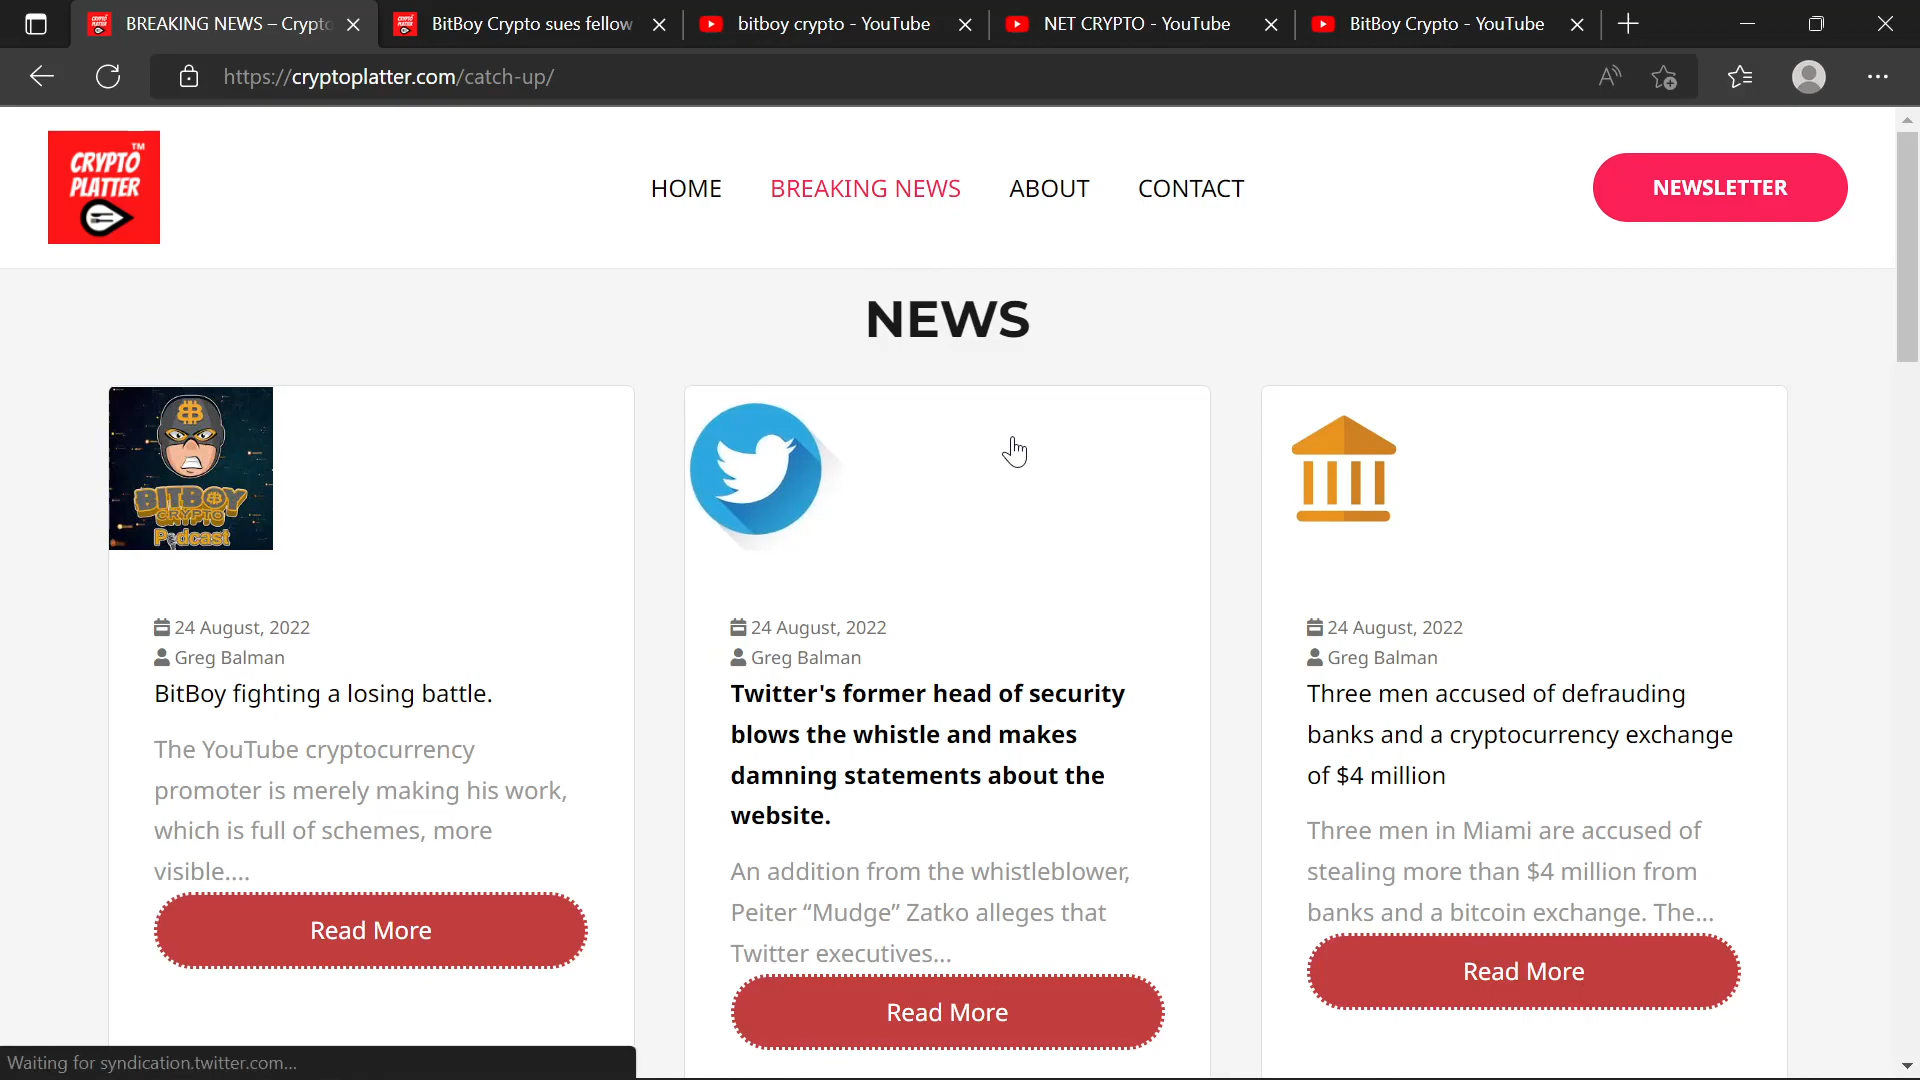 BREAKING NEWS – Crypto
BitBoy Crypto sues fellow
bitboy crypto - YouTube
NET CRYPTO - YouTube
BitBoy Crypto - YouTube
https://cryptoplatter.com/catch-up/
CRYPTO PLATTER™
HOME
BREAKING NEWS
ABOUT
CONTACT
NEWSLETTER
NEWS
BITBOY
CRYPTO
Podcast
24 August, 2022
Greg Balman
BitBoy fighting a losing battle.
The YouTube cryptocurrency
promoter is merely making his work,
which is full of schemes, more
visible....
Read More
24 August, 2022
Greg Balman
Twitter's former head of security
blows the whistle and makes
damning statements about the
website.
An addition from the whistleblower,
Peiter “Mudge” Zatko alleges that
Twitter executives...
Read More
24 August, 2022
Greg Balman
Three men accused of defrauding
banks and a cryptocurrency exchange
of $4 million
Three men in Miami are accused of
stealing more than $4 million from
banks and a bitcoin exchange. The...
Read More
Waiting for syndication.twitter.com...